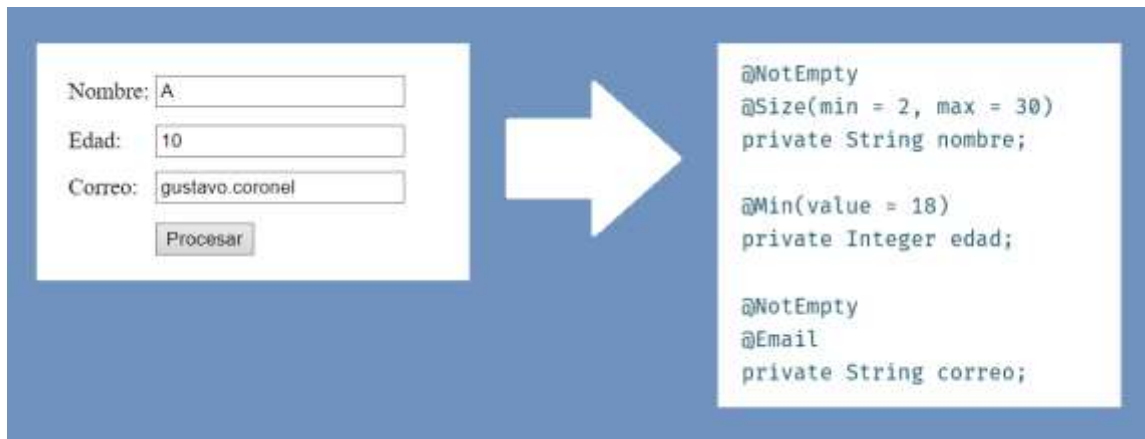 Nombre: A
Edad: 10
Correo: gustavo.coronel
Procesar
@NotEmpty
@Size(min = 2, max = 30)
private String nombre;
@Min(value = 18)
private Integer edad;
@NotEmpty
@Email
private String correo;